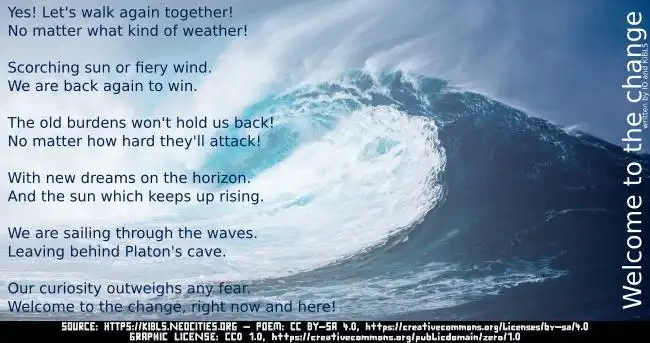 Yes! Let's walk again together!
No matter what kind of weather!
Scorching sun or fiery wind.
We are back again to win.
The old burdens won't hold us back!
No matter how hard they'll attack!
With new dreams on the horizon.
And the sun which keeps up rising.
We are sailing through the waves.
Leaving behind Platon's cave.
Our curiosity outweighs any fear.
Welcome to the change, right now and here!
Welcome to the change
written by IO and KIBLS
SOURCE: HTTPS://KIBLS.NEOCITIES.ORG - POEM: CC BY-SA 4.0, https://creativecommons.org/licenses/by-sa/4.0
GRAPHIC LICENSE: CC0 1.0, https://creativecommons.org/publicdomain/zero/1.0